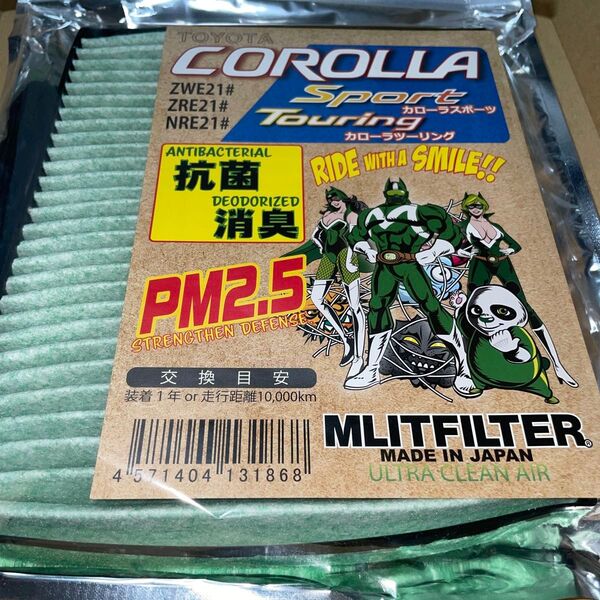 TOYOTA
COROLLA
ZWE21#
ZRE21#
NRE21#
Sport
カローラスポーツ
Touring
カローラツーリング
ANTIBACTERIAL
抗菌
DEODORIZED
消臭
RIDE WITH A SMILE!!
PM2.5
STRENGTHEN DEFENSE
交換目安
装着1年 or 走行距離10,000km
4 571404 131868
MLITFILTER®
MADE IN JAPAN
ULTRA CLEAN AIR